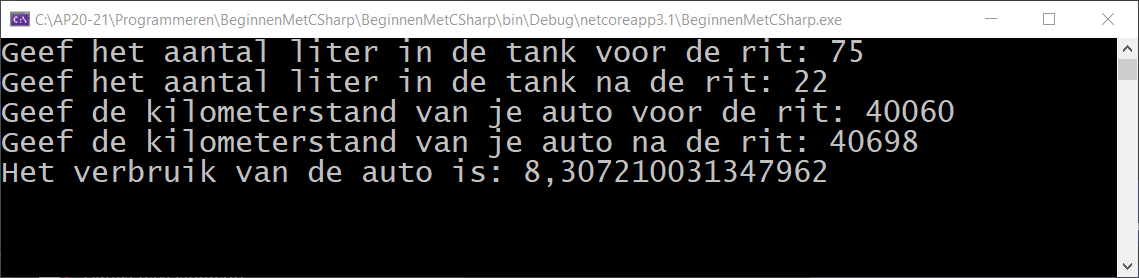 C:\AP20-21\Programmeren\BeginnenMetCSharp\BeginnenMetCSharp\bin\Debug\netcoreapp3.1\BeginnenMetCSharp.exe
Geef het aantal liter in de tank voor de rit: 75
Geef het aantal liter in de tank na de rit: 22
Geef de kilometerstand van je auto voor de rit: 40060
Geef de kilometerstand van je auto na de rit: 40698
Het verbruik van de auto is: 8,307210031347962